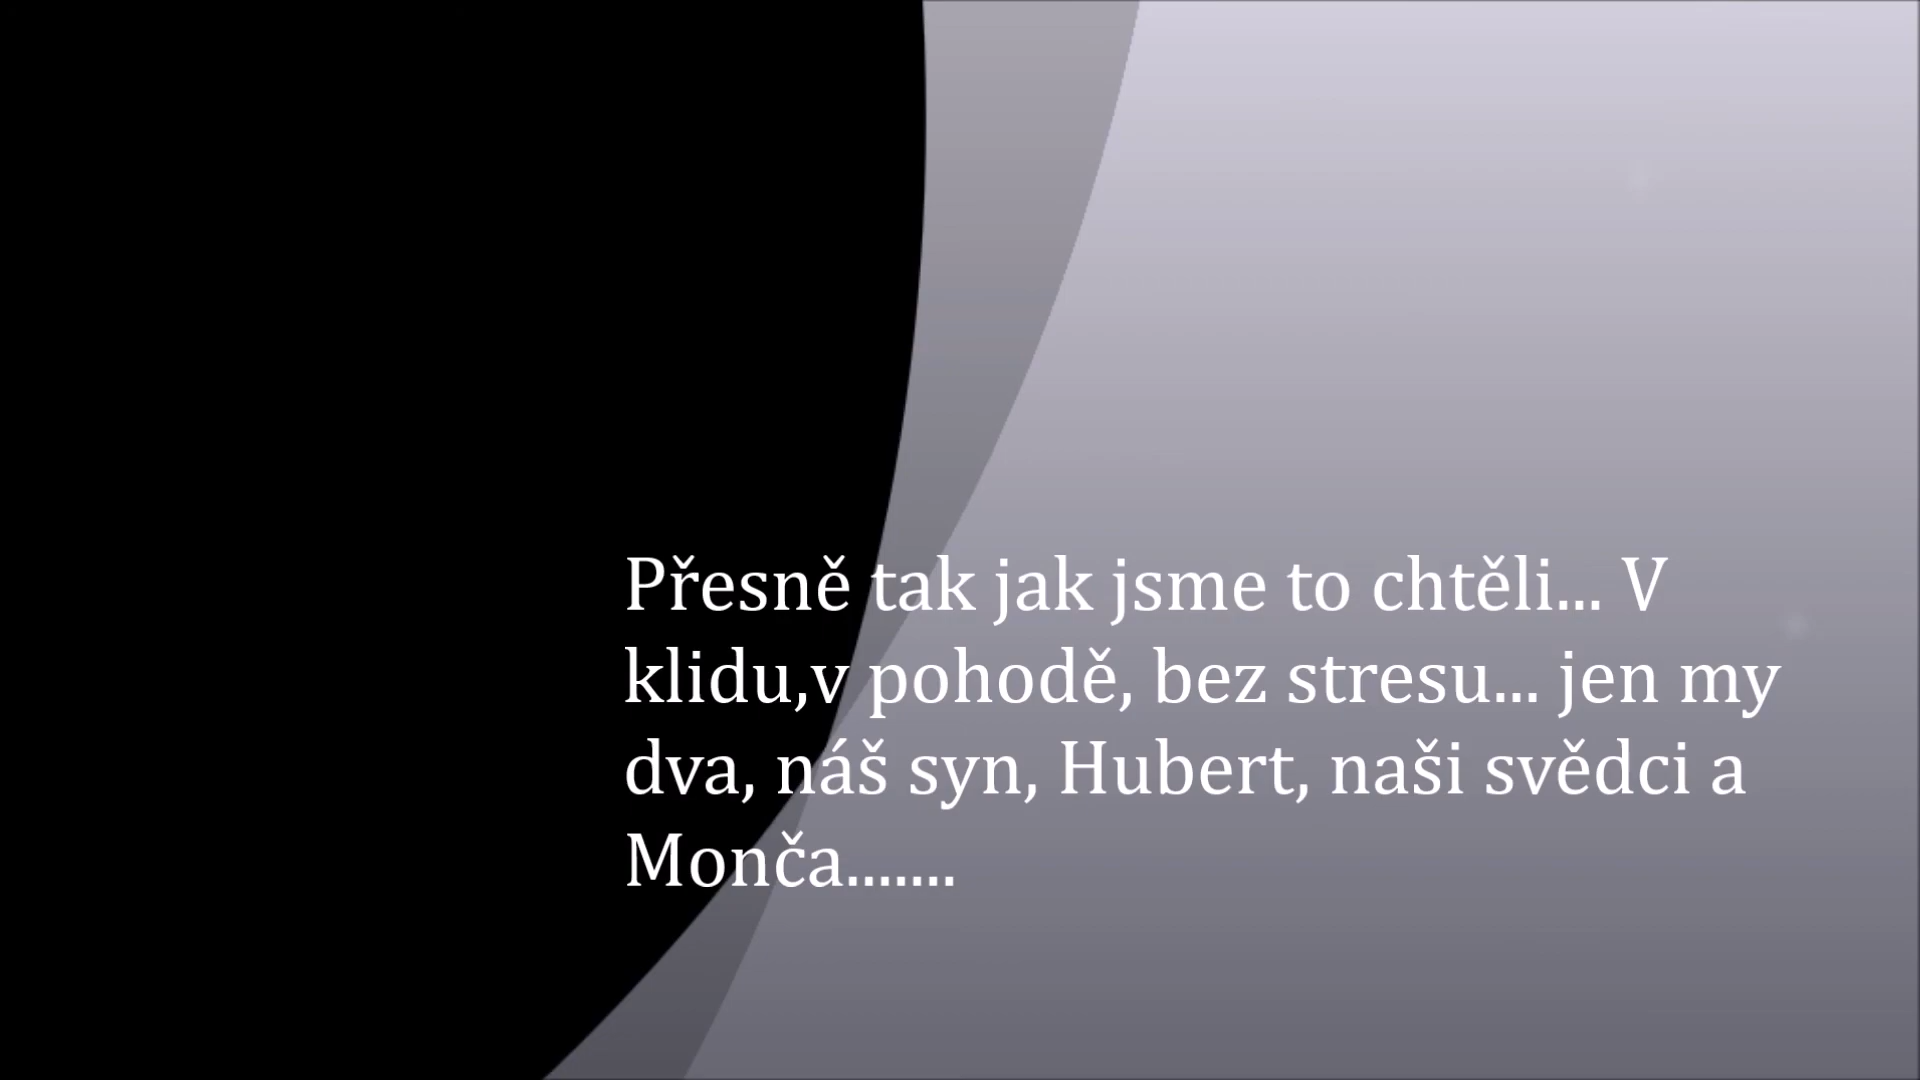 Přesně tak jak jsme to chtěli... V
klidu,v pohodě, bez stresu... jen my
dva, náš syn, Hubert, naši svědci a
Monča.......